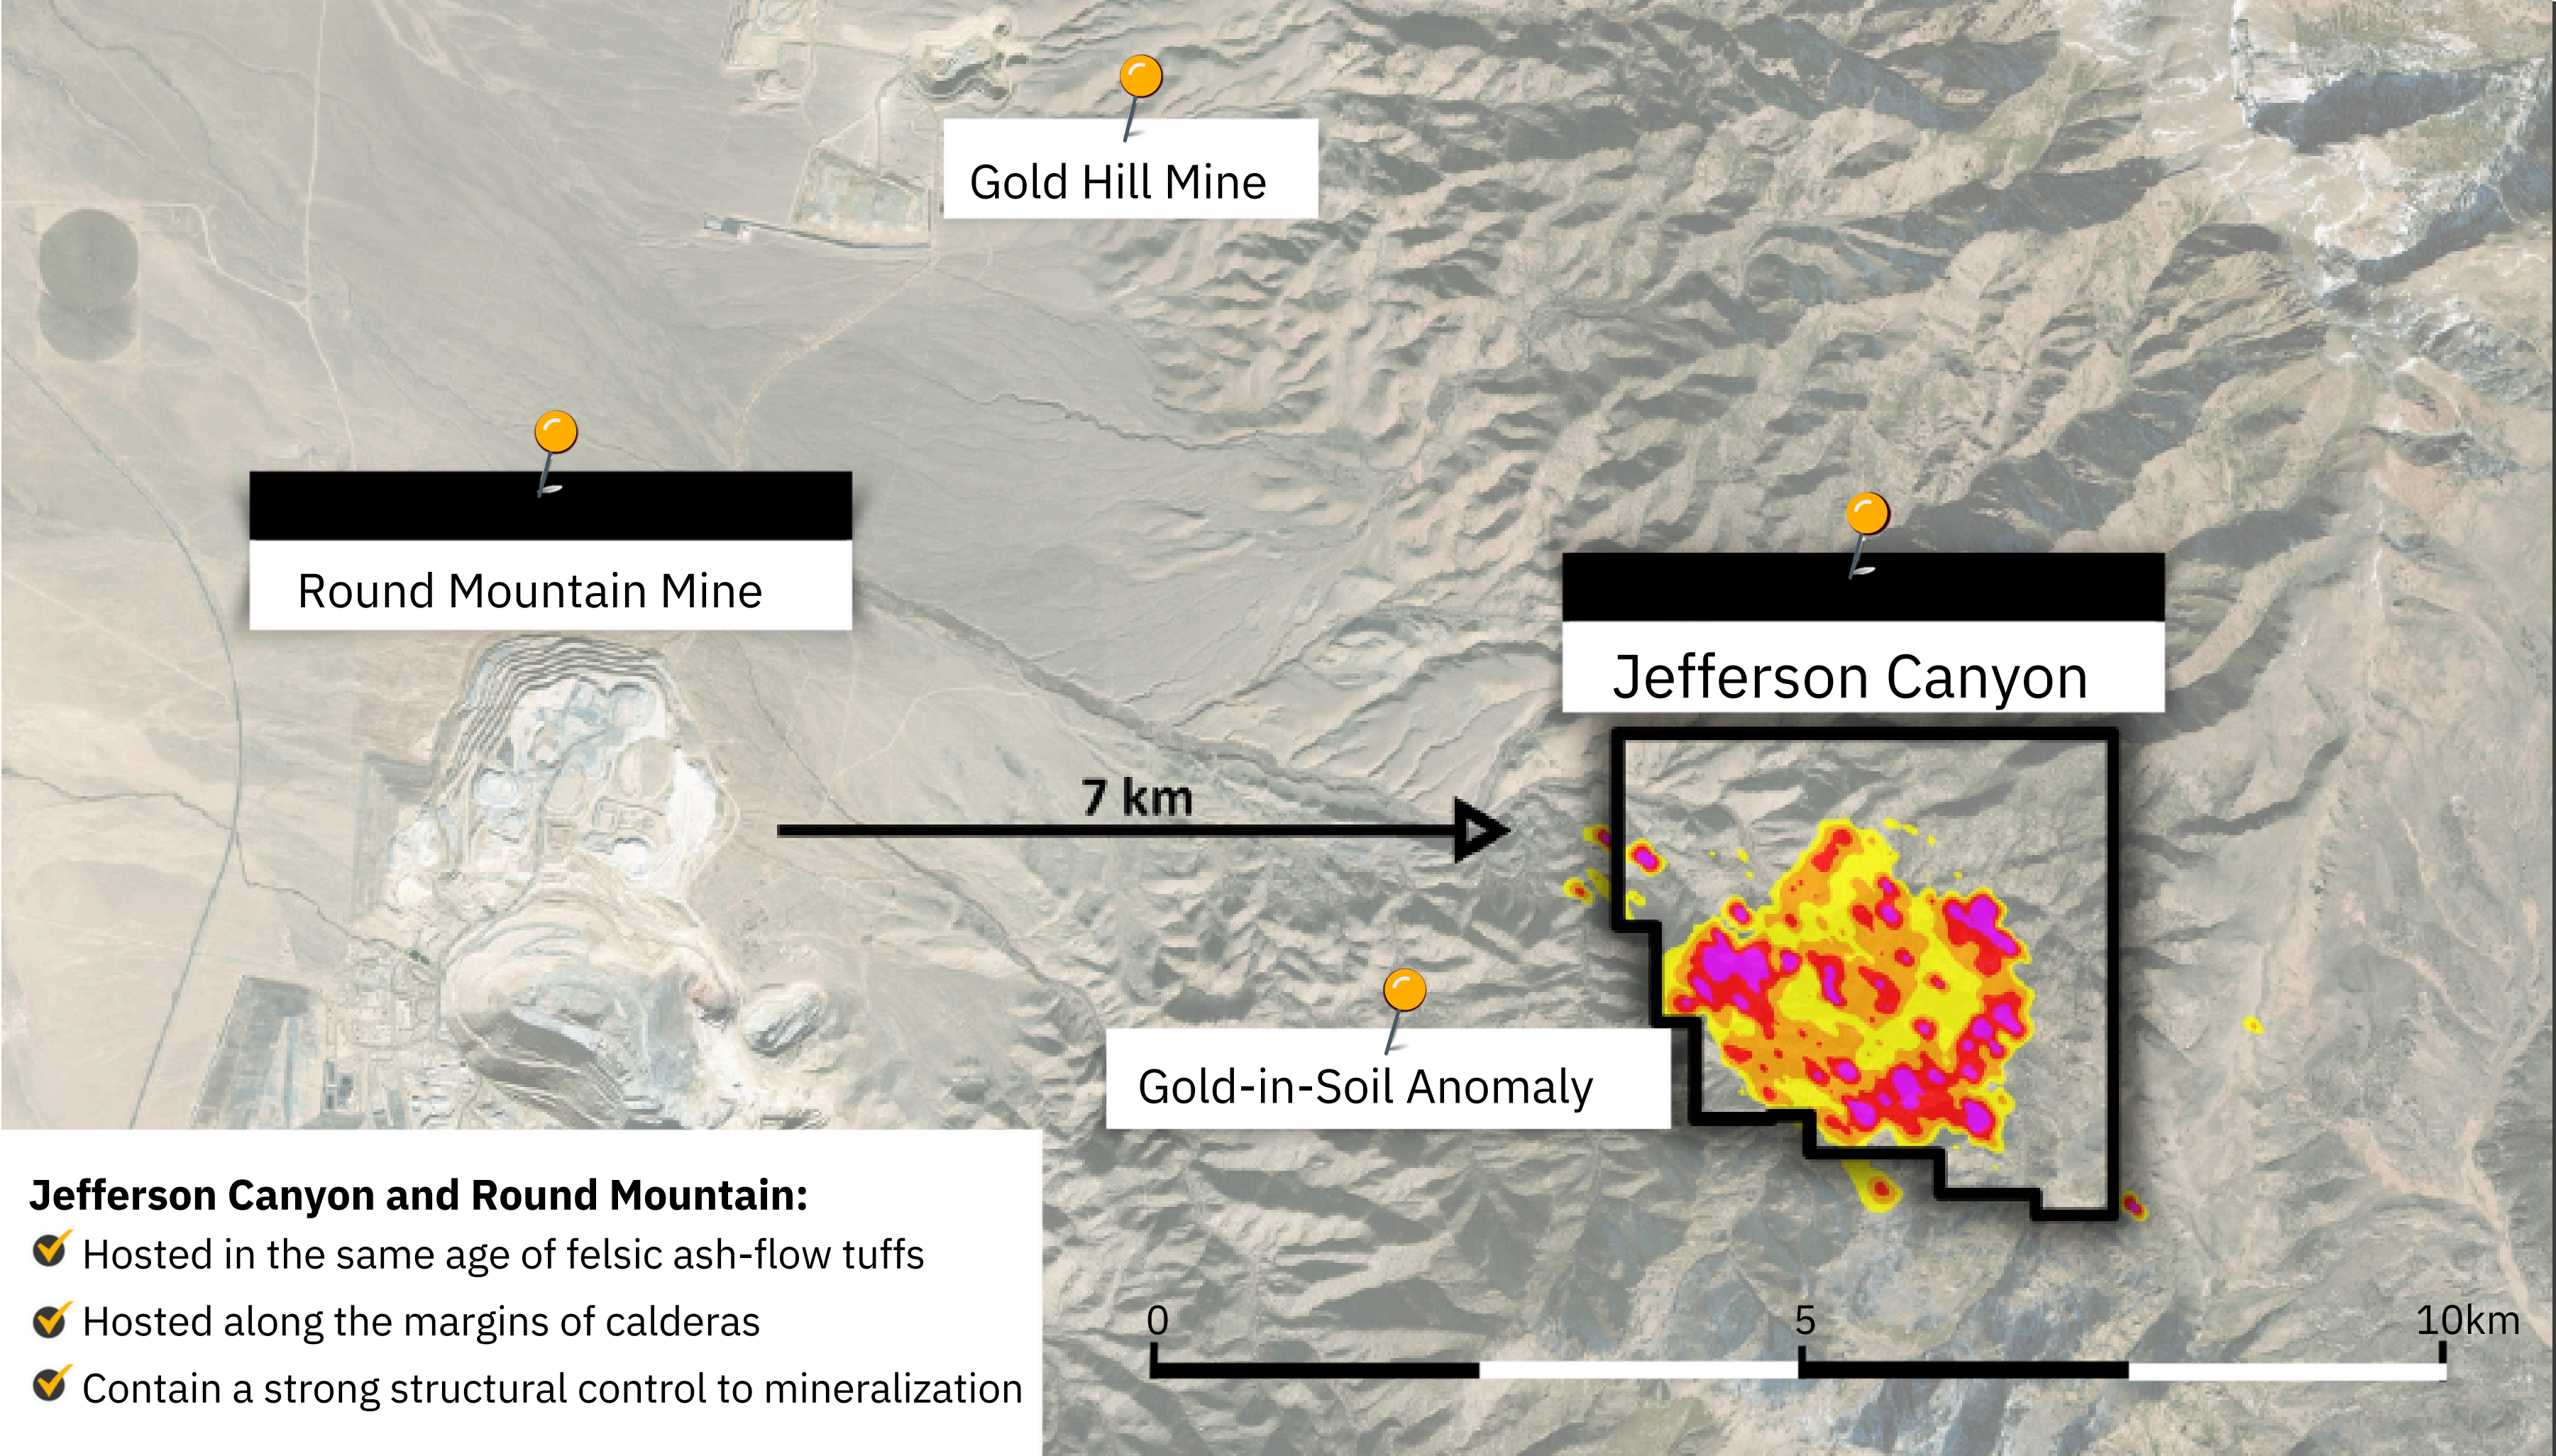 Gold Hill Mine
Round Mountain Mine
Jefferson Canyon
7 km
Gold-in-Soil Anomaly
Jefferson Canyon and Round Mountain:
Hosted in the same age of felsic ash-flow tuffs
Hosted along the margins of calderas
Contain a strong structural control to mineralization
0 5 10km